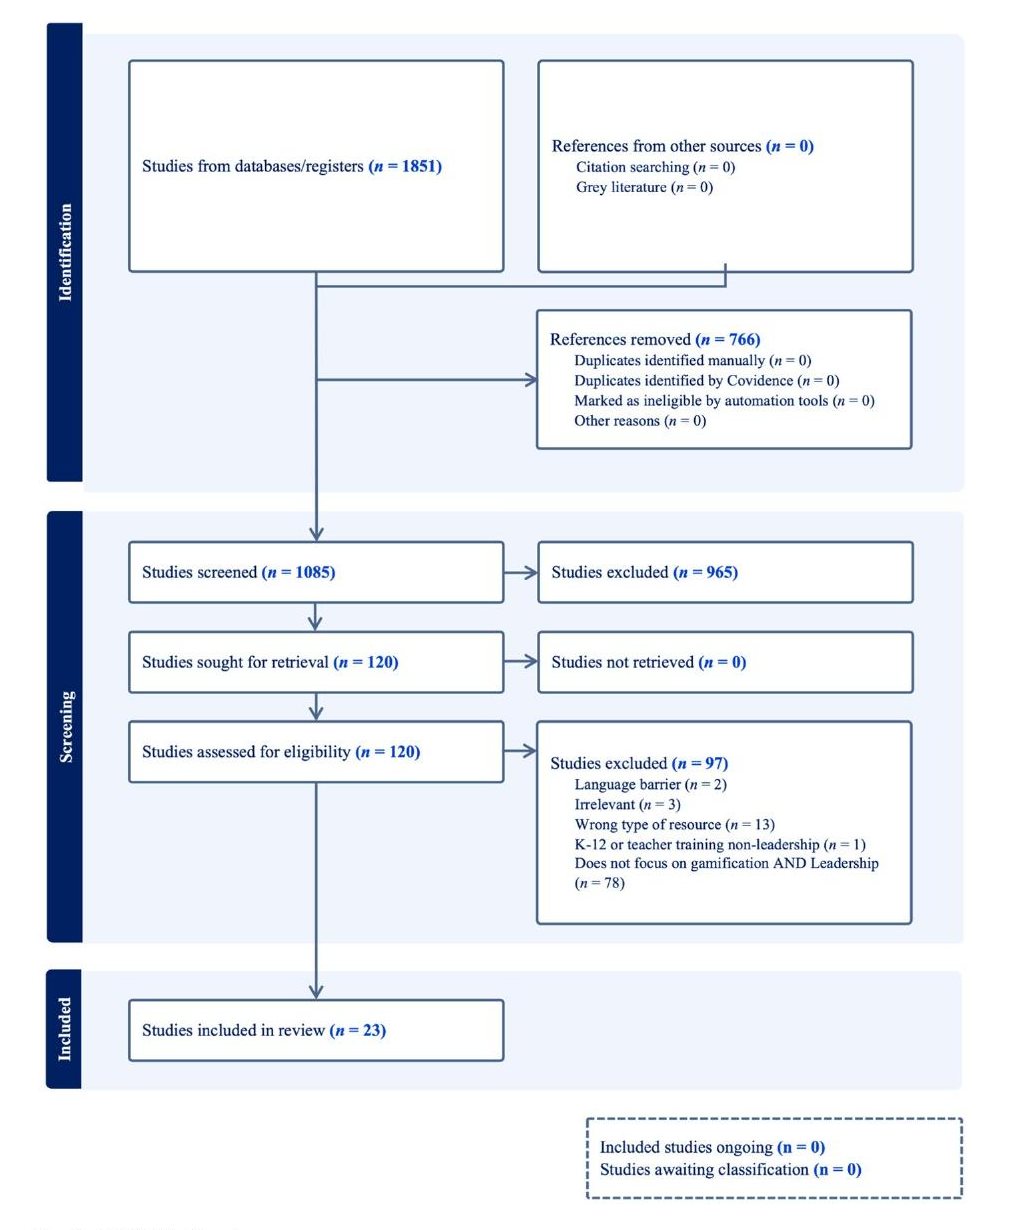 Identification
Studies from databases/registers (n = 1851)
References from other sources (n = 0)
Citation searching (n = 0)
Grey literature (n = 0)
References removed (n = 766)
Duplicates identified manually (n = 0)
Duplicates identified by Covidence (n = 0)
Marked as ineligible by automation tools (n = 0)
Other reasons (n = 0)
Screening
Studies screened (n = 1085)
Studies excluded (n = 965)
Studies sought for retrieval (n = 120)
Studies not retrieved (n = 0)
Studies assessed for eligibility (n = 120)
Studies excluded (n = 97)
Language barrier (n = 2)
Irrelevant (n = 3)
Wrong type of resource (n = 13)
K-12 or teacher training non-leadership (n = 1)
Does not focus on gamification AND Leadership
(n = 78)
Included
Studies included in review (n = 23)
Included studies ongoing (n = 0)
Studies awaiting classification (n = 0)